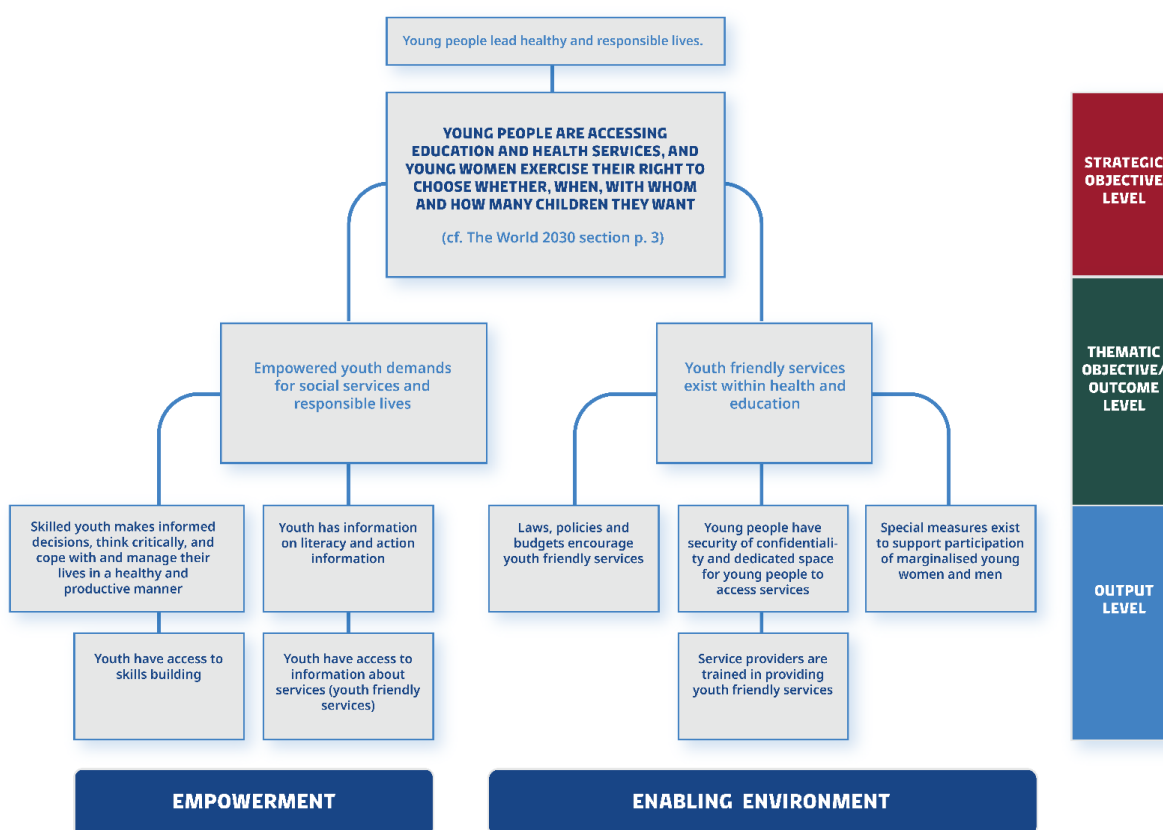 Young people lead healthy and responsible lives.
YOUNG PEOPLE ARE ACCESSING
EDUCATION AND HEALTH SERVICES, AND
YOUNG WOMEN EXERCISE THEIR RIGHT TO
CHOOSE WHETHER, WHEN, WITH WHOM
AND HOW MANY CHILDREN THEY WANT
(cf. The World 2030 section p. 3)
STRATEGIC
OBJECTIVE
LEVEL
Empowered youth demands
for social services and
responsible lives
Youth friendly services
exist within health and
education
THEMATIC
OBJECTIVE/
OUTCOME
LEVEL
Skilled youth makes informed
decisions, think critically, and
cope with and manage their
lives in a healthy and
productive manner
Youth has information
on literacy and action
information
Laws, policies and
budgets encourage
youth friendly services
Young people have
security of confidentiali-
ty and dedicated space
for young people to
access services
Special measures exist
to support participation
of marginalised young
women and men
OUTPUT
LEVEL
Youth have access to
skills building
Youth have access to
information about
services (youth friendly
services)
Service providers are
trained in providing
youth friendly services
EMPOWERMENT
ENABLING ENVIRONMENT